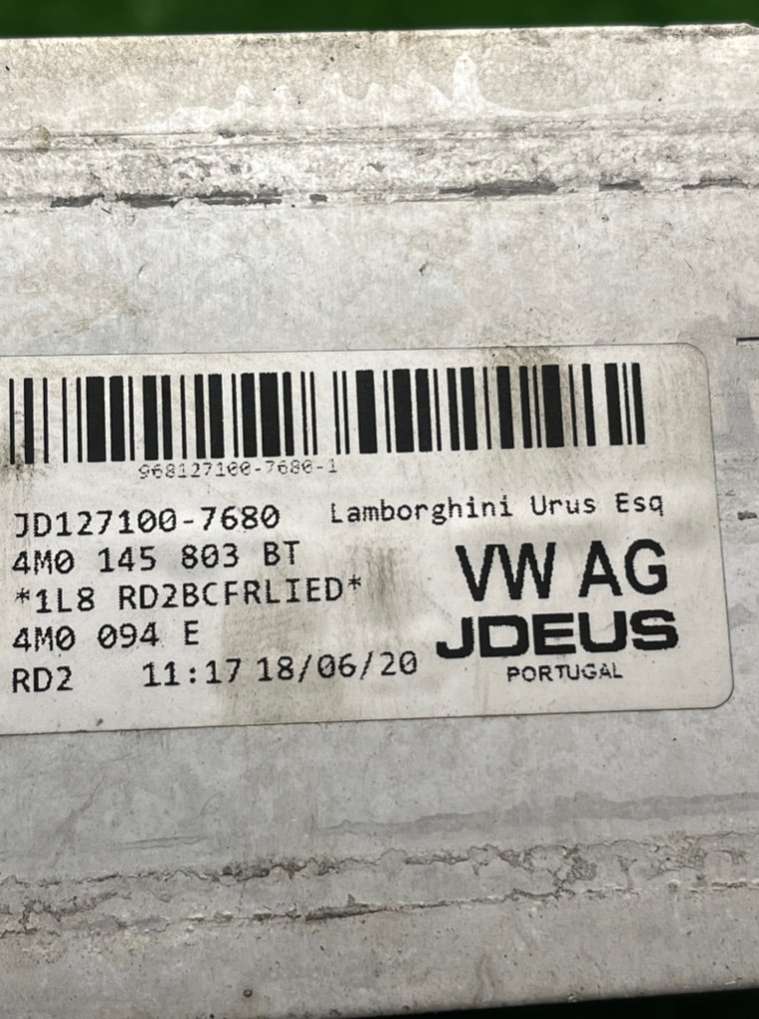 968127100-7680-1
JD127100-7680 Lamborghini Urus Esq
4M0 145 803 BT
*1L8 RD2BCFRLIED*
4M0 094 E
RD2 11:17 18/06/20
VW AG
JDEUS
PORTUGAL